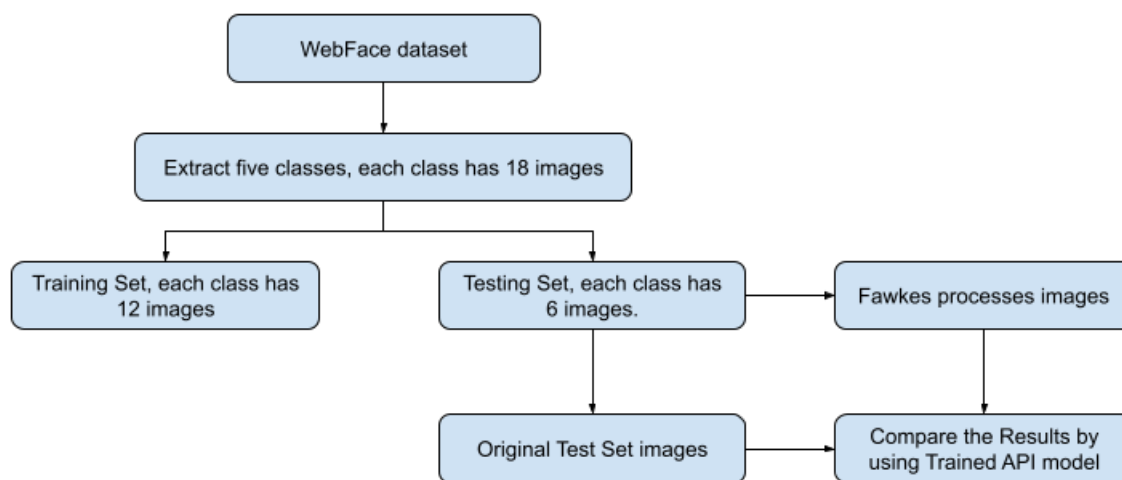 WebFace dataset
Extract five classes, each class has 18 images
Training Set, each class has
12 images
Testing Set, each class has
6 images.
Fawkes processes images
Original Test Set images
Compare the Results by
using Trained API model